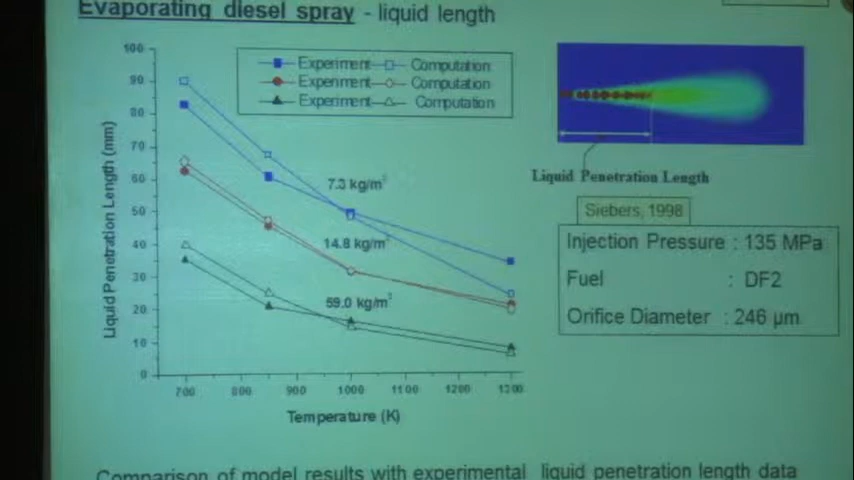 Evaporating diesel spray - liquid length
100
90
80
70
60
50
40
30
20
10
0
Liquid Penetration Length (mm)
Experiment Computation
Experiment Computation
Experiment Computation
7.3 kg/m³
14.8 kg/m³
59.0 kg/m³
700 800 900 1000 1100 1200 1300
Temperature (K)
Liquid Penetration Length
Siebers, 1998
Injection Pressure : 135 MPa
Fuel : DF2
Orifice Diameter : 246 μm
Comparison of model results with experimental liquid penetration length data